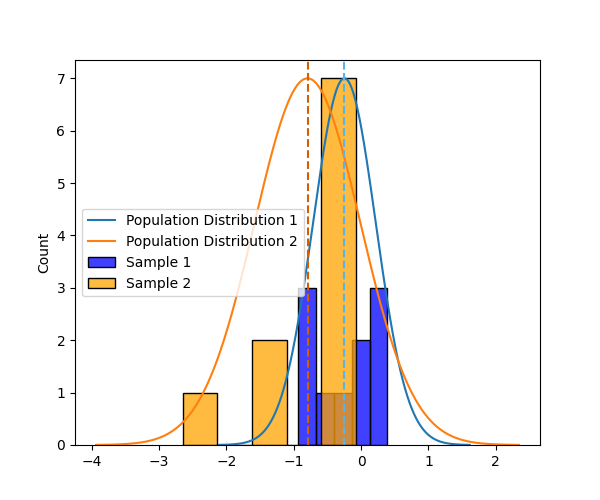 7
6
5
4
3
2
1
0
Count
Population Distribution 1
Population Distribution 2
Sample 1
Sample 2
−4 −3 −2 −1 0 1 2